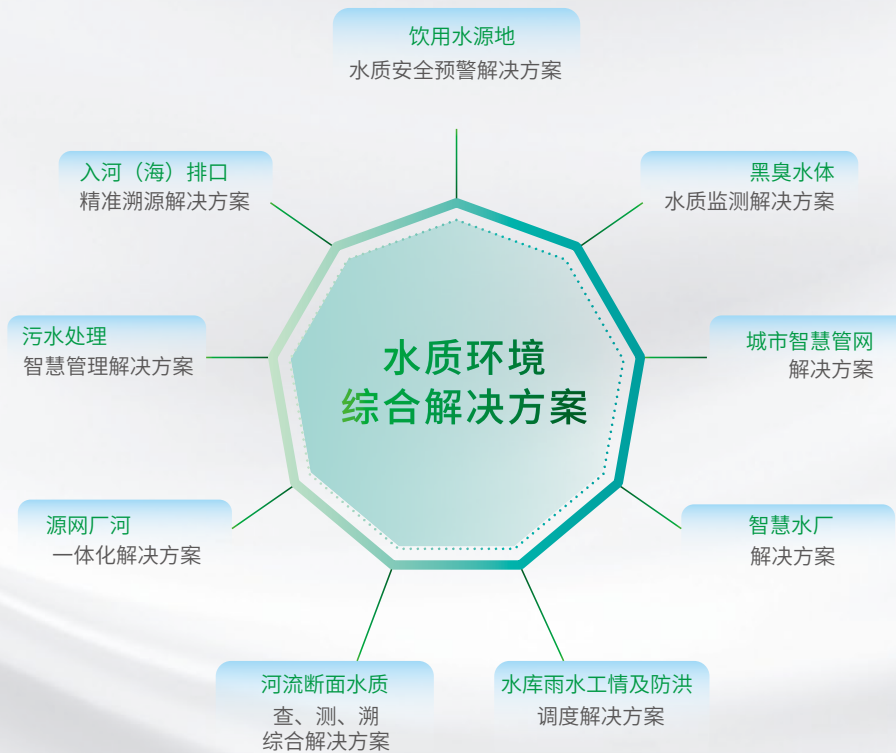 饮用水源地
水质安全预警解决方案
入河（海）排口
精准溯源解决方案
黑臭水体
水质监测解决方案
污水处理
智慧管理解决方案
水质环境
综合解决方案
城市智慧管网
解决方案
源网厂河
一体化解决方案
智慧水厂
解决方案
河流断面水质
查、测、溯
综合解决方案
水库雨水工情及防洪
调度解决方案